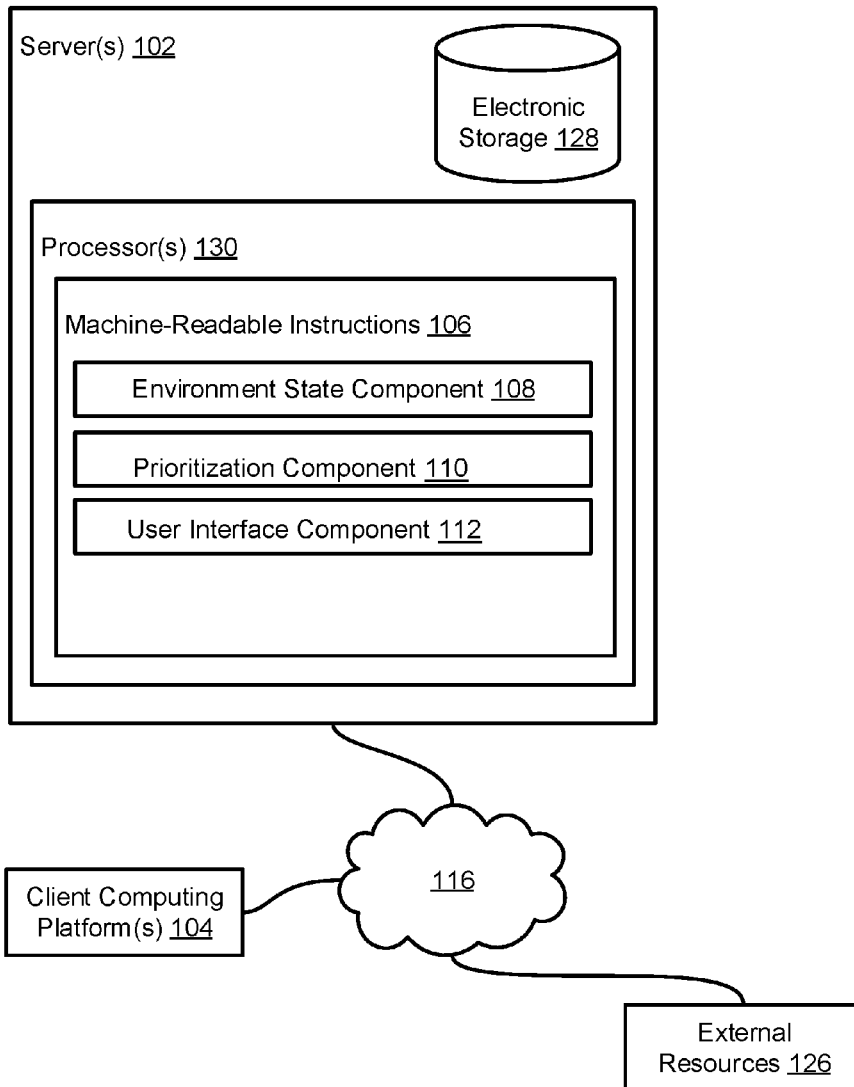 Server(s) 102
Electronic
Storage 128
Processor(s) 130
Machine-Readable Instructions 106
Environment State Component 108
Prioritization Component 110
User Interface Component 112
116
Client Computing
Platform(s) 104
External
Resources 126